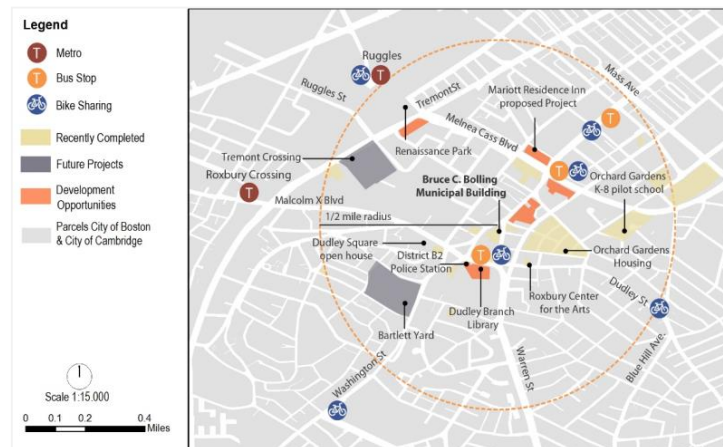 Legend
T Metro
T Bus Stop
Bike Sharing
Recently Completed
Future Projects
Development
Opportunities
Parcels City of Boston
& City of Cambridge
Scale 1:15.000
0 0.1 0.2 0.4
Miles
Ruggles
T
Ruggles St
TremontSt
Mass Ave
Mariott Residence Inn
proposed Project
Melnea Cass Blvd
T
Renaissance Park
Tremont Crossing
Roxbury Crossing
T
Malcolm X Blvd
Bruce C. Bolling
Municipal Building
T
Orchard Gardens
K-8 pilot school
1/2 mile radius
Dudley Square
open house
District B2
Police Station
T
Orchard Gardens
Housing
Roxbury Center
for the Arts
Dudley Branch
Library
Dudley St
Bartlett Yard
Washington St
Warren St
Blue Hill Ave.